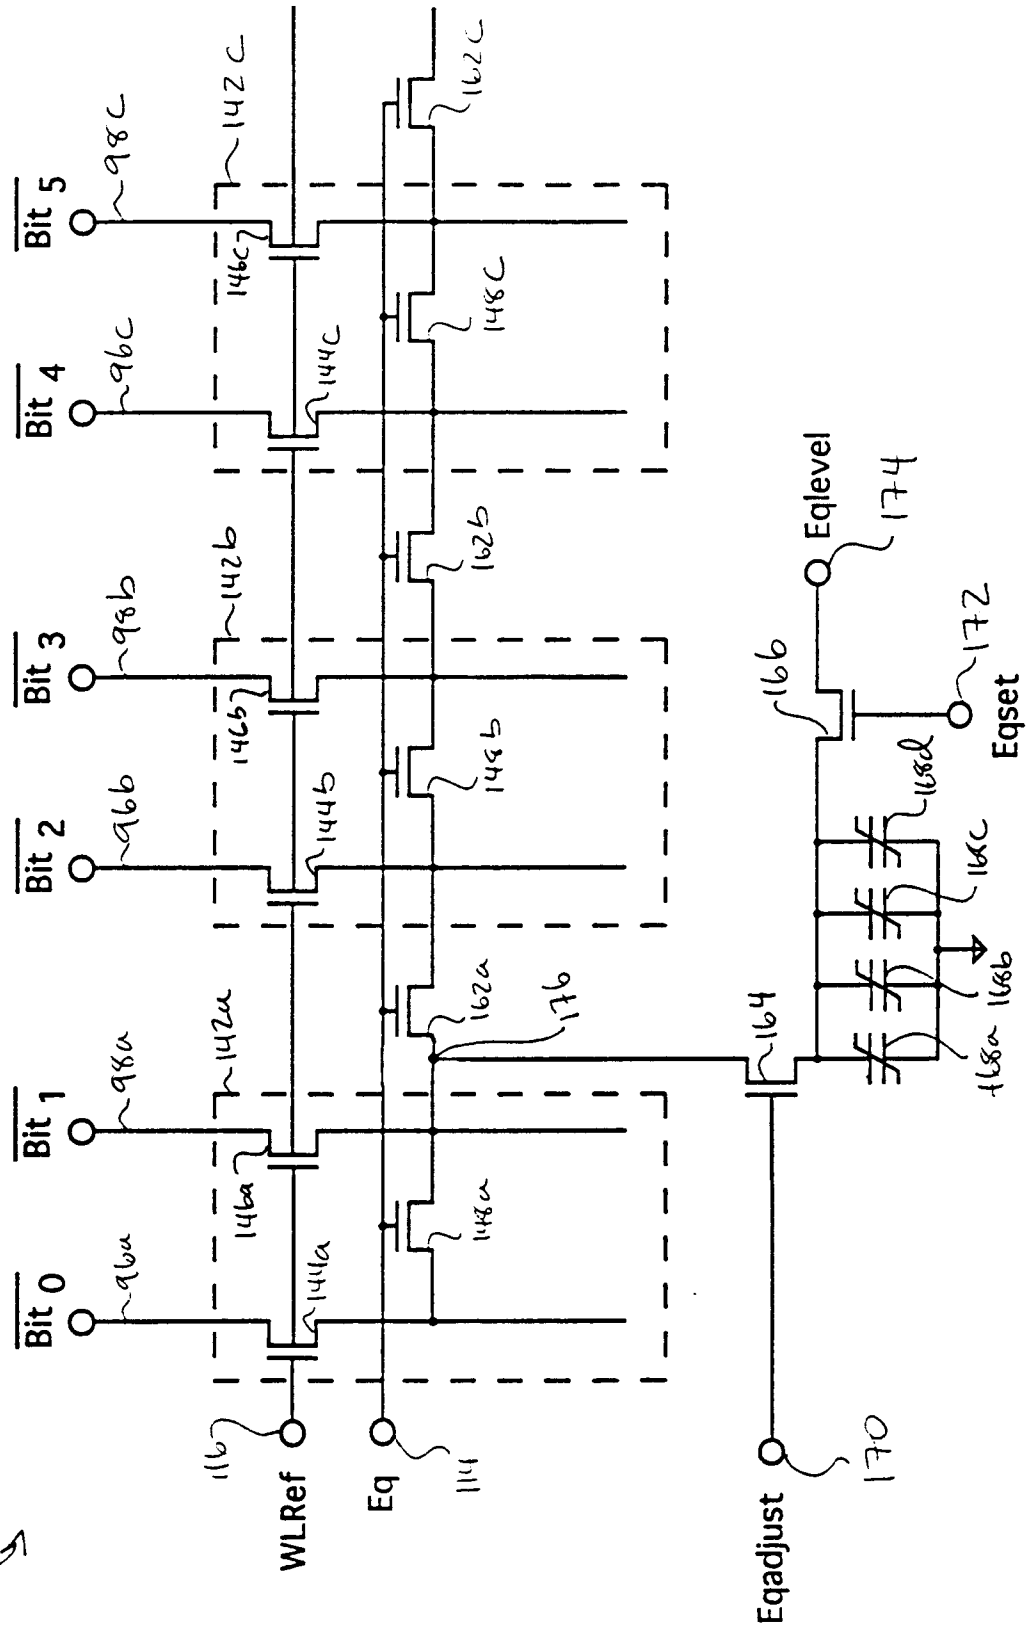 Bit 0
Bit 1
Bit 2
Bit 3
Bit 4
Bit 5
96a
98a
96b
98b
96c
98c
142a
142b
142c
116
WLRef
144a
146a
144b
146b
144c
146c
Eq
114
148a
162a
148b
162b
148c
162c
176
Eqadjust
170
164
168a
168b
168c
168d
166
Eqlevel
174
172
Eqset